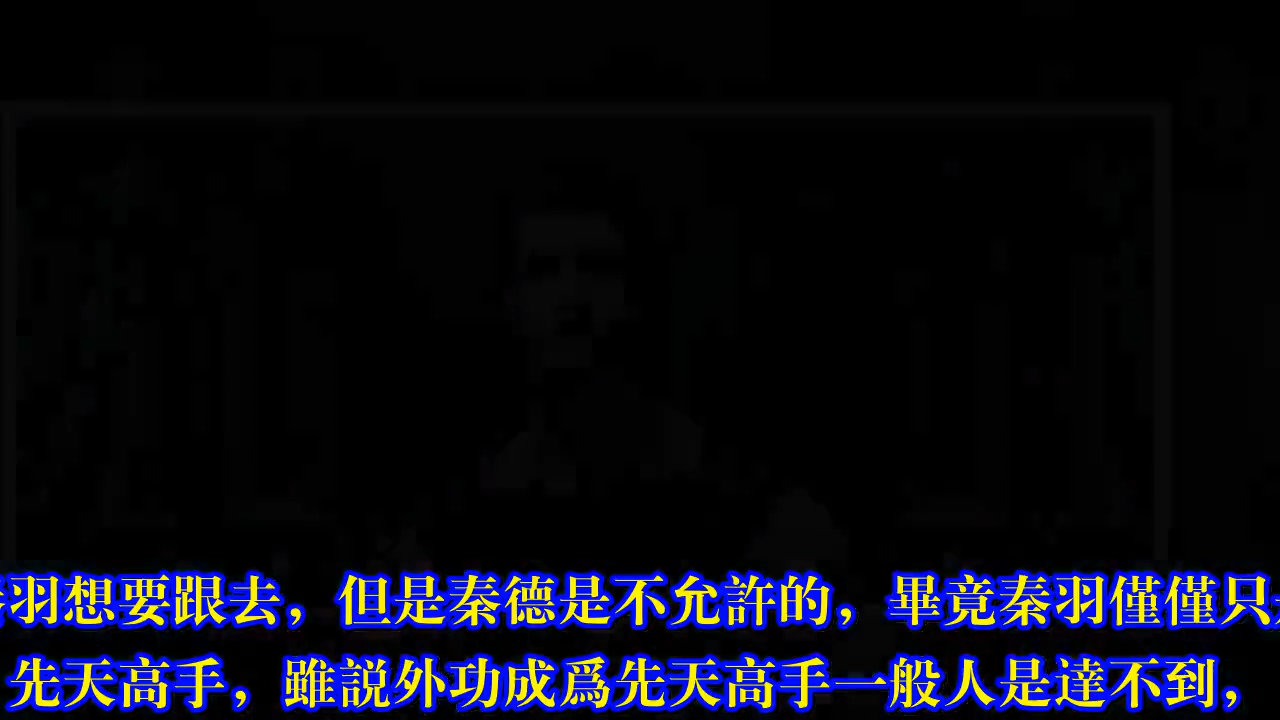 羽想要跟去，但是秦德是不允許的，畢竟秦羽僅僅只
先天高手，雖説外功成爲先天高手一般人是達不到，